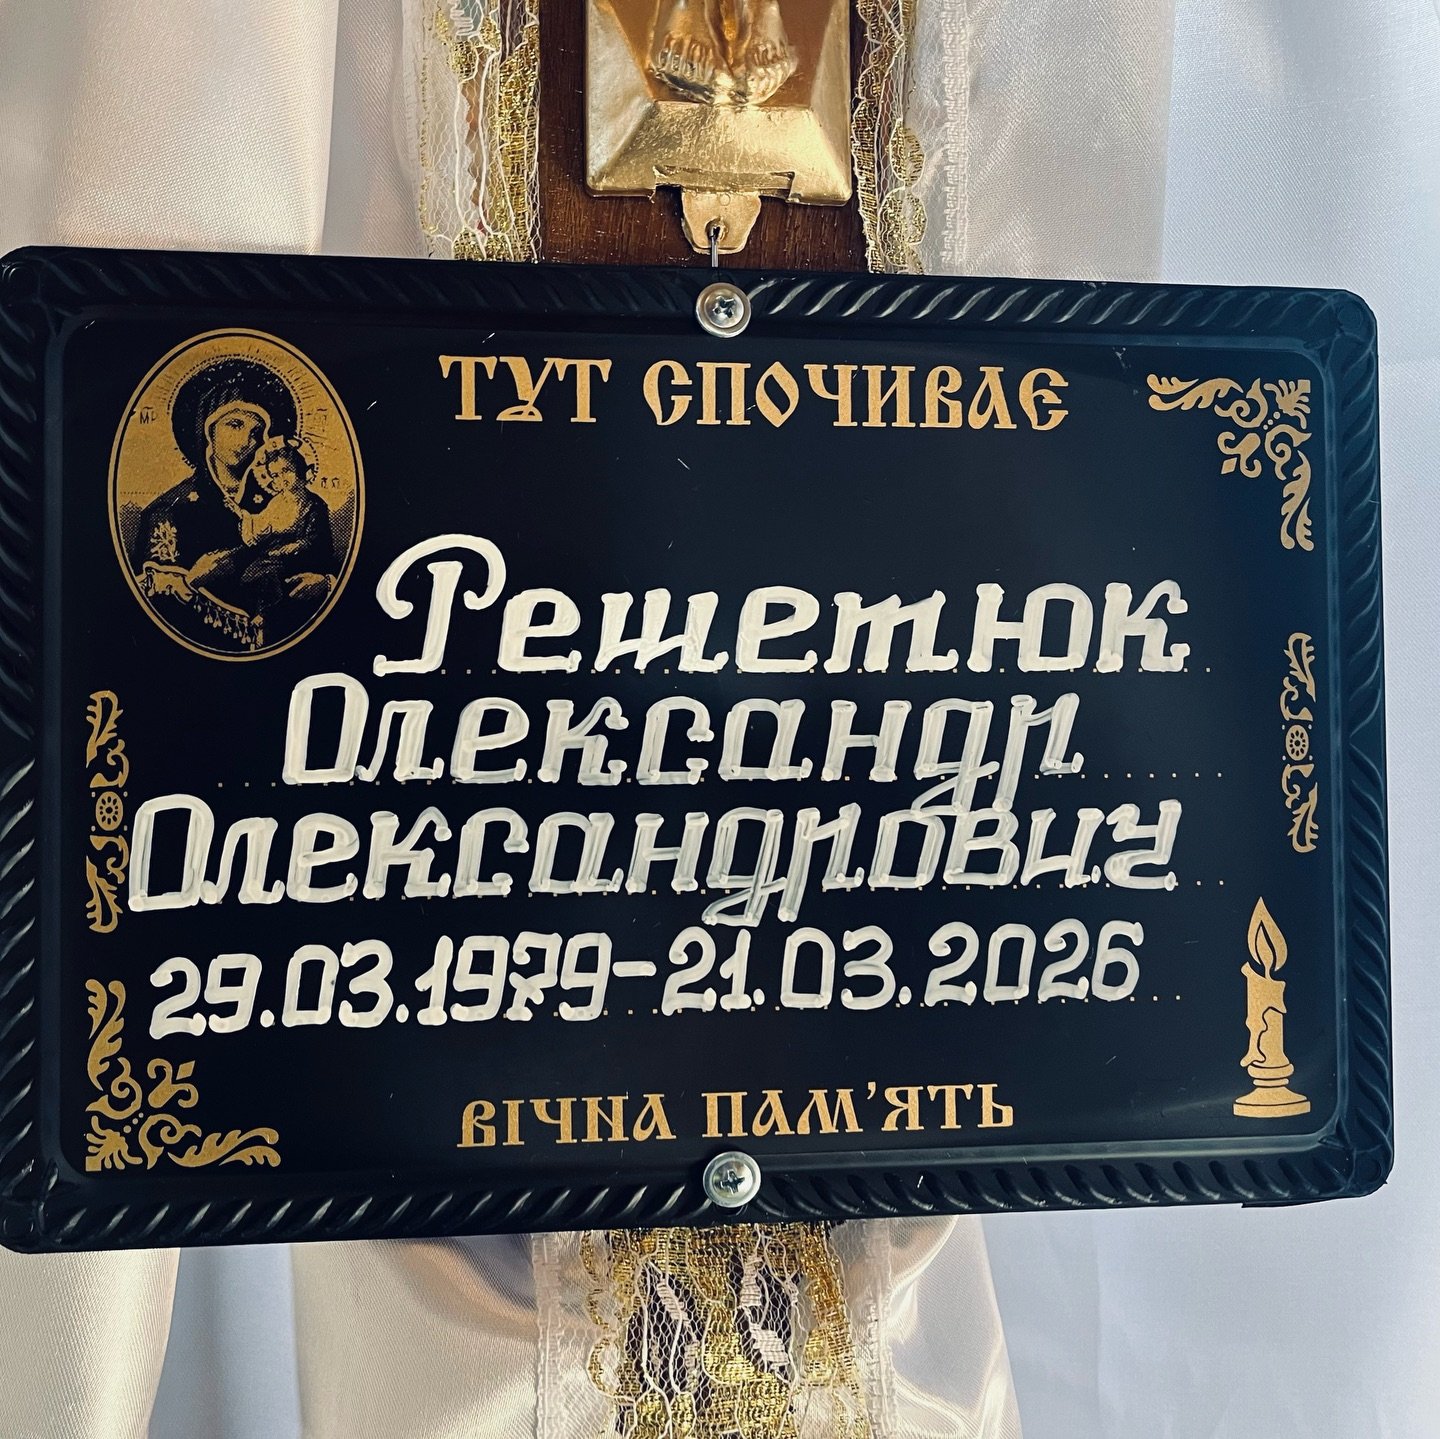 ТУТ СПОЧИВАЄ
Решетюк
Олександр
Олександрович
29.03.1979-21.03.2026
ВІЧНА ПАМ'ЯТЬ